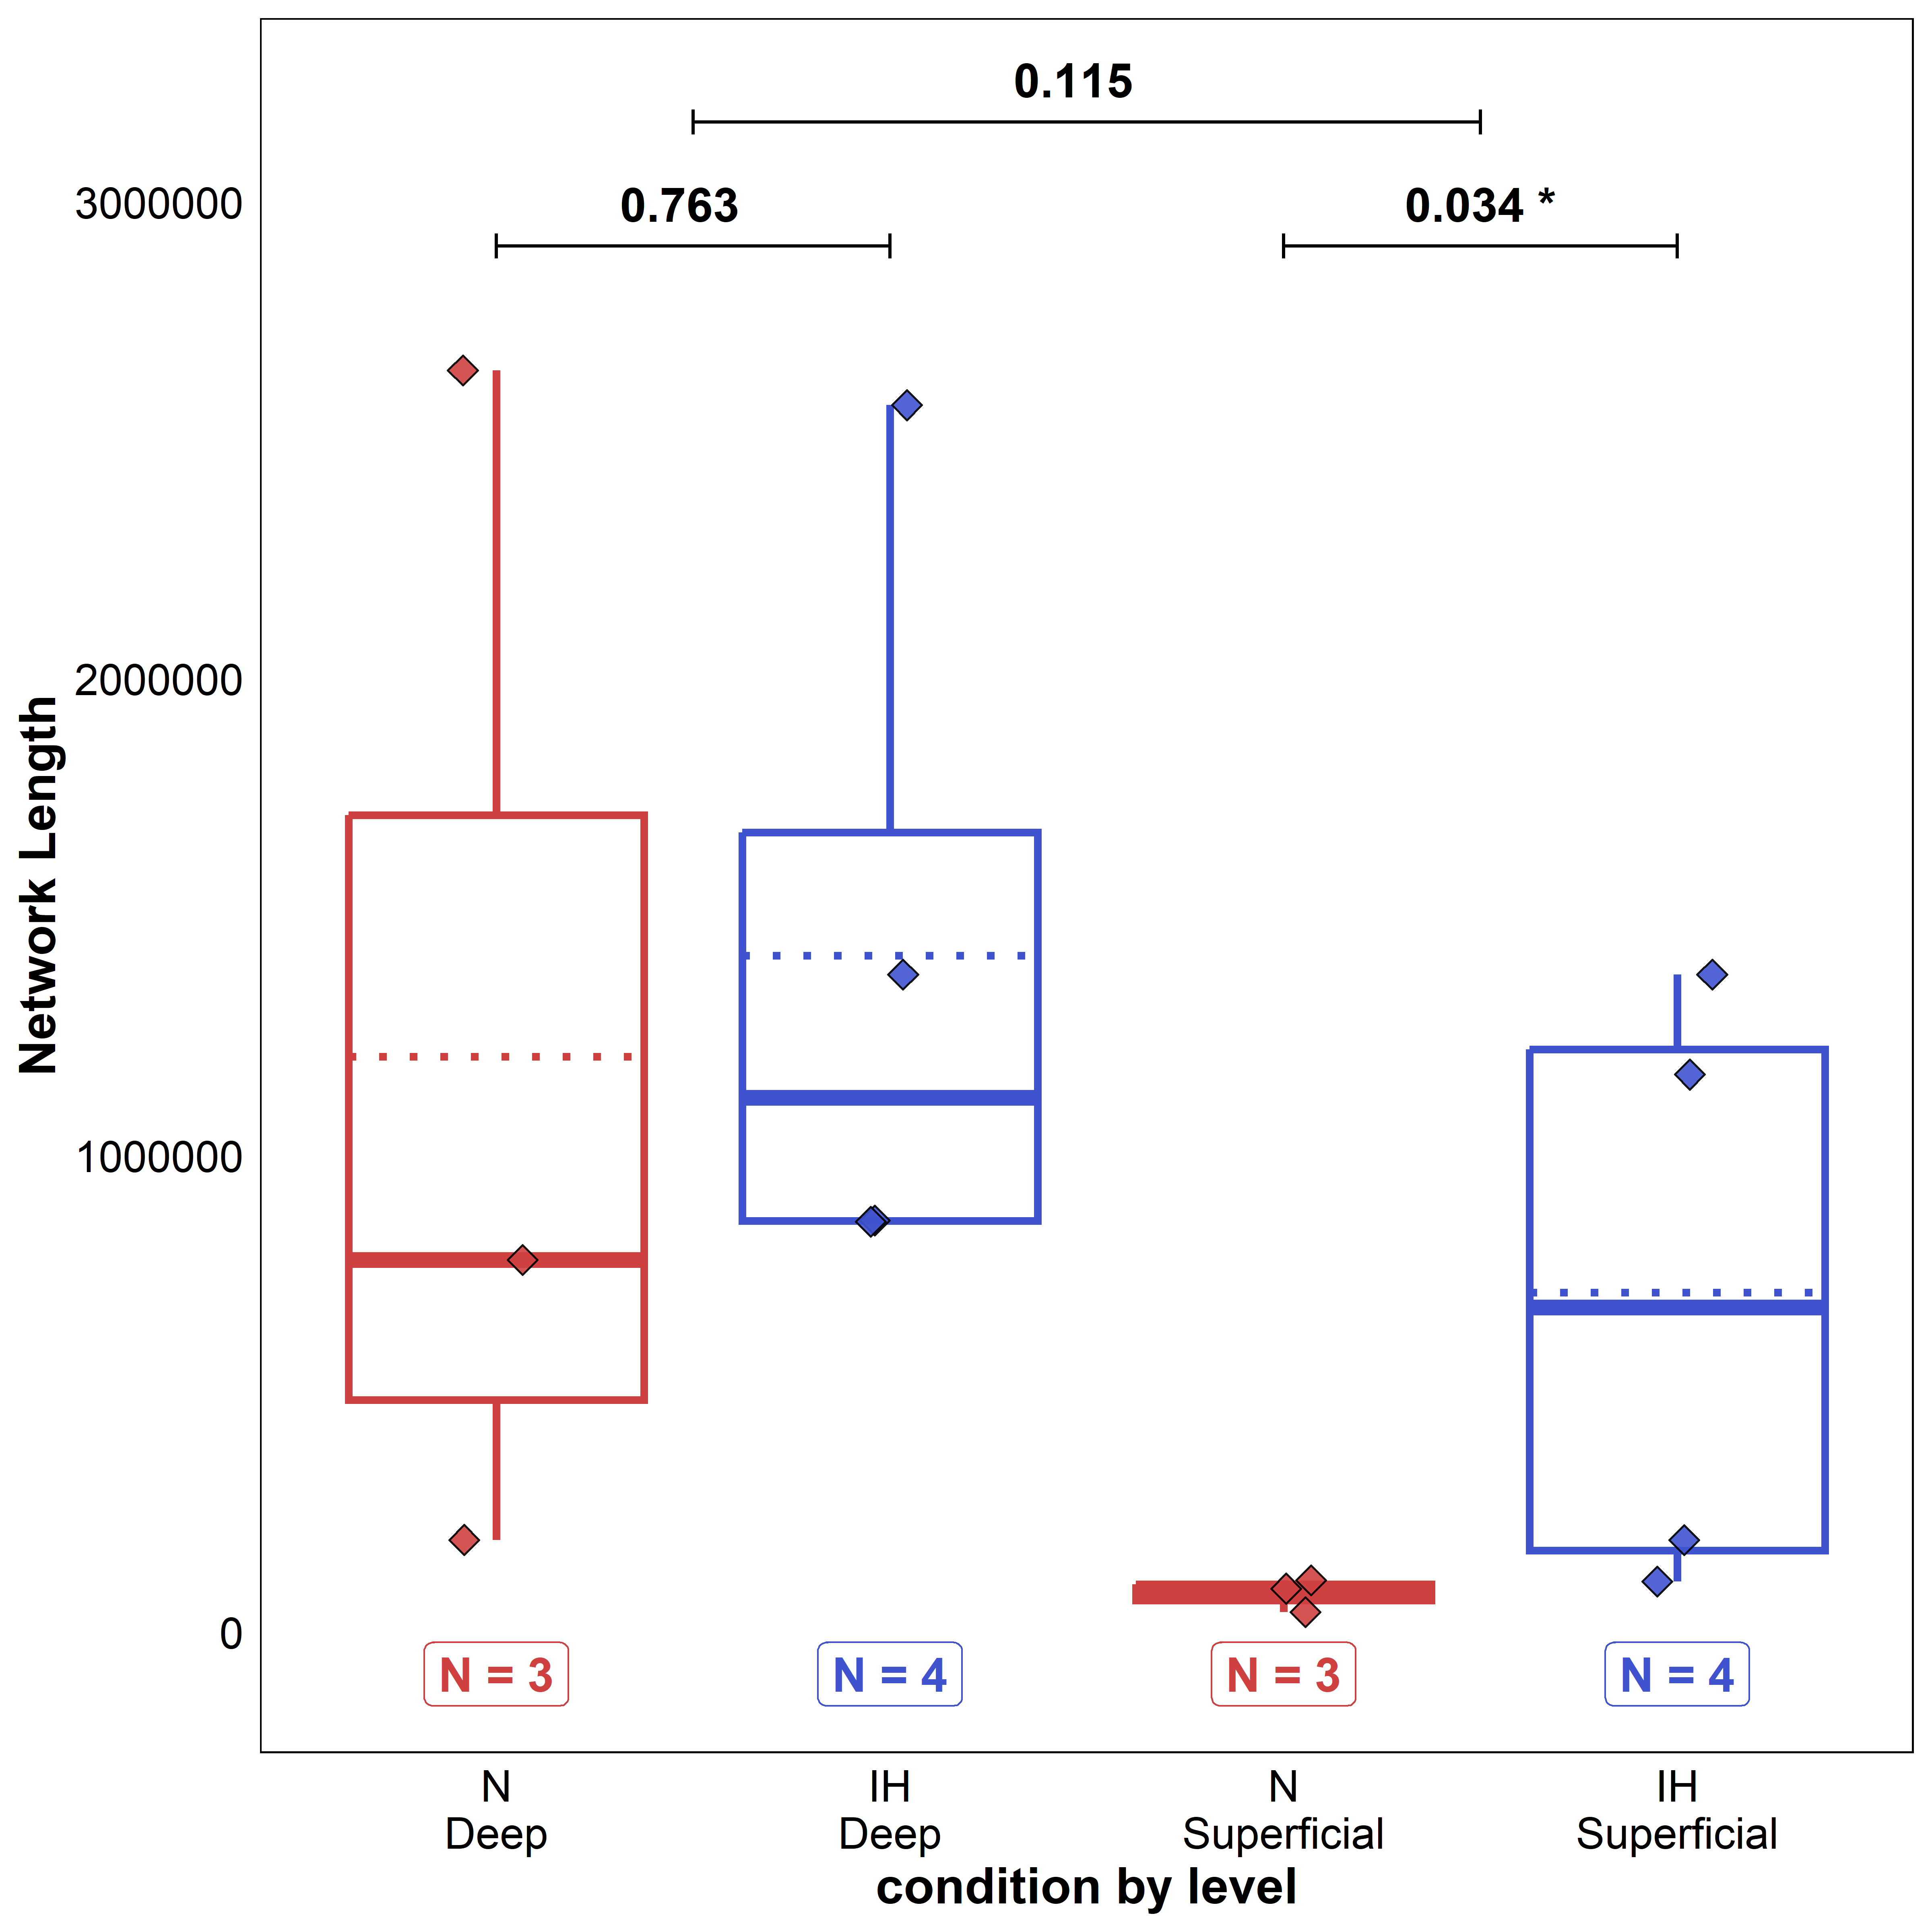 0.115
0.763
0.034 *
Network Length
3000000
2000000
1000000
0
N = 3
N = 4
N = 3
N = 4
N
Deep
IH
Deep
N
Superficial
IH
Superficial
condition by level